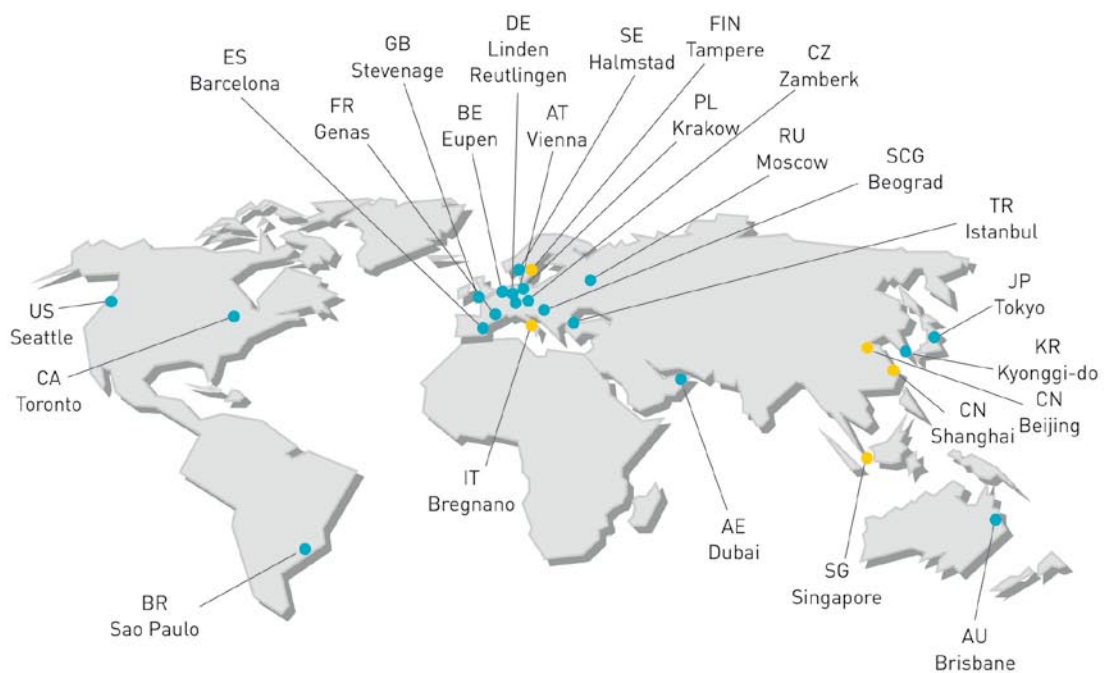 DE
Linden
Reutlingen
FIN
Tampere
SE
Halmstad
GB
Stevenage
CZ
Zamberk
ES
Barcelona
FR
Genas
BE
Eupen
AT
Vienna
PL
Krakow
RU
Moscow
SCG
Beograd
TR
Istanbul
US
Seattle
JP
Tokyo
CA
Toronto
KR
Kyonggi-do
CN
Beijing
CN
Shanghai
IT
Bregnano
AE
Dubai
SG
Singapore
BR
Sao Paulo
AU
Brisbane